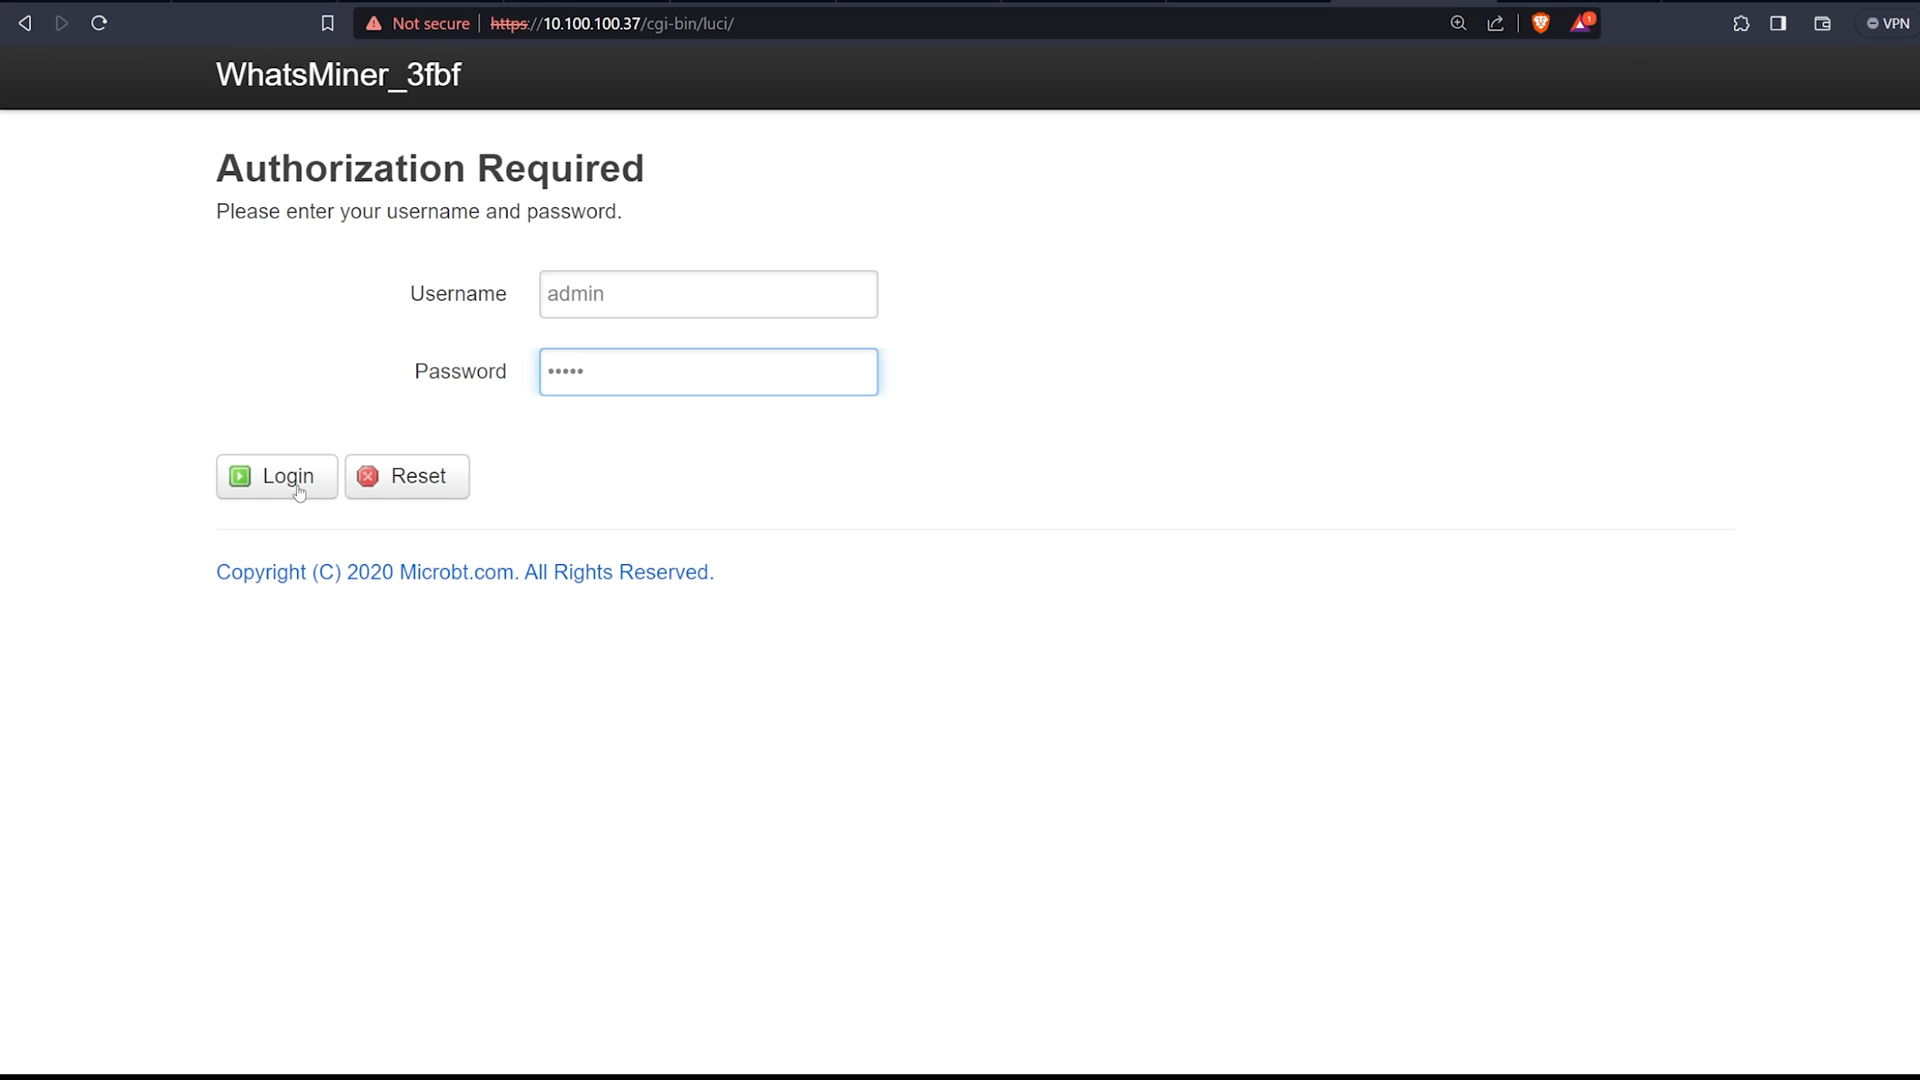 Not secure https://10.100.100.37/cgi-bin/luci/ 1 VPN
WhatsMiner_3fbf
Authorization Required
Please enter your username and password.
Username admin
Password •••••
Login Reset
Copyright (C) 2020 Microbt.com. All Rights Reserved.